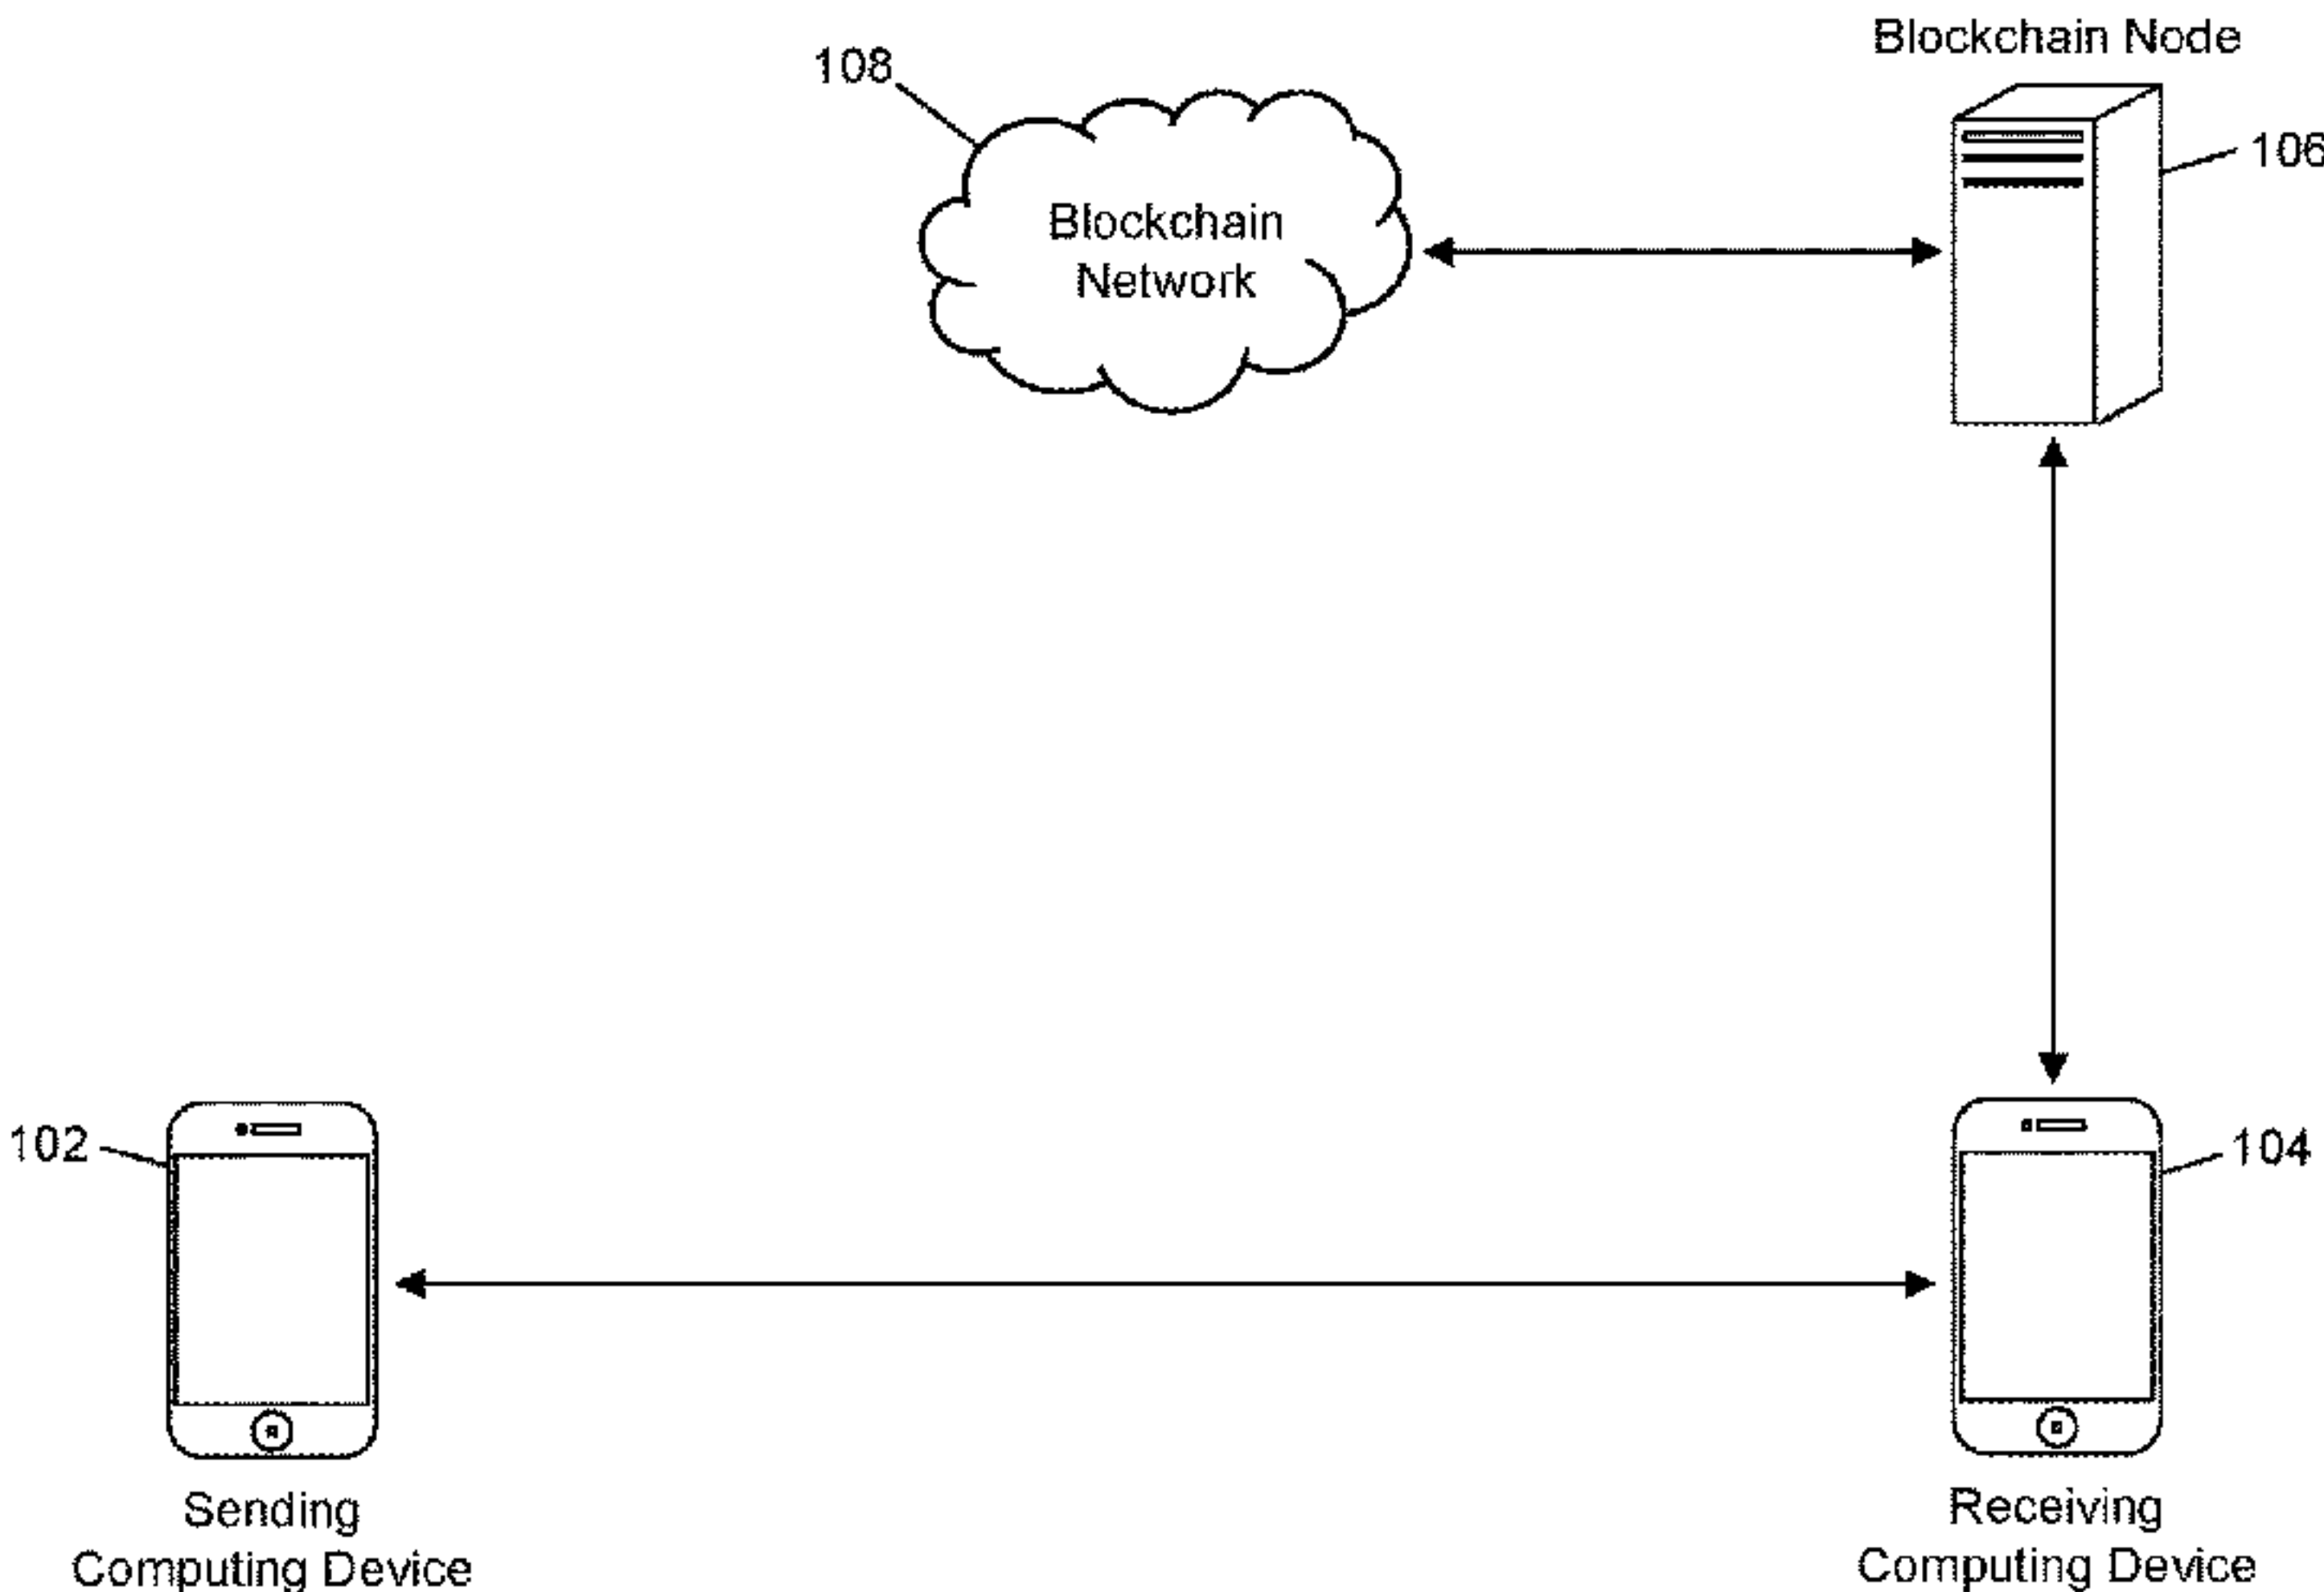 Blockchain Node
108
106
Blockchain
Network
102
104
Sending
Computing Device
Receiving
Computing Device